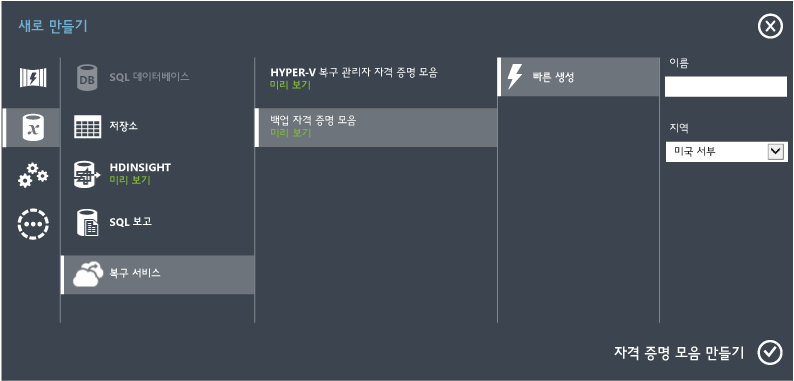 새로 만들기
DB
SQL 데이터베이스
x
저장소
HDINSIGHT
미리 보기
SQL 보고
복구 서비스
HYPER-V 복구 관리자 자격 증명 모음
미리 보기
백업 자격 증명 모음
미리 보기
빠른 생성
이름
지역
미국 서부
자격 증명 모음 만들기